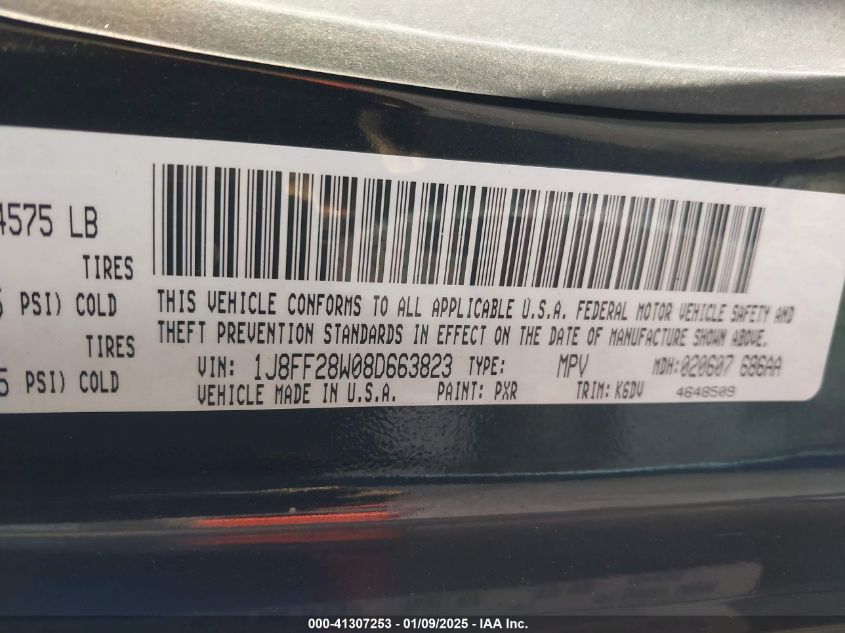 4575 LB
TIRES
PSI) COLD
TIRES
5 PSI) COLD
THIS VEHICLE CONFORMS TO ALL APPLICABLE U.S.A. FEDERAL MOTOR VEHICLE SAFETY AND
THEFT PREVENTION STANDARDS IN EFFECT ON THE DATE OF MANUFACTURE SHOWN ABOVE.
VIN: 1J8FF28W08D663823 TYPE: MPV MDH:020607 686AA
VEHICLE MADE IN U.S.A. PAINT: PXR TRIM: K6DV 4648509
000-41307253 - 01/09/2025 - IAA Inc.